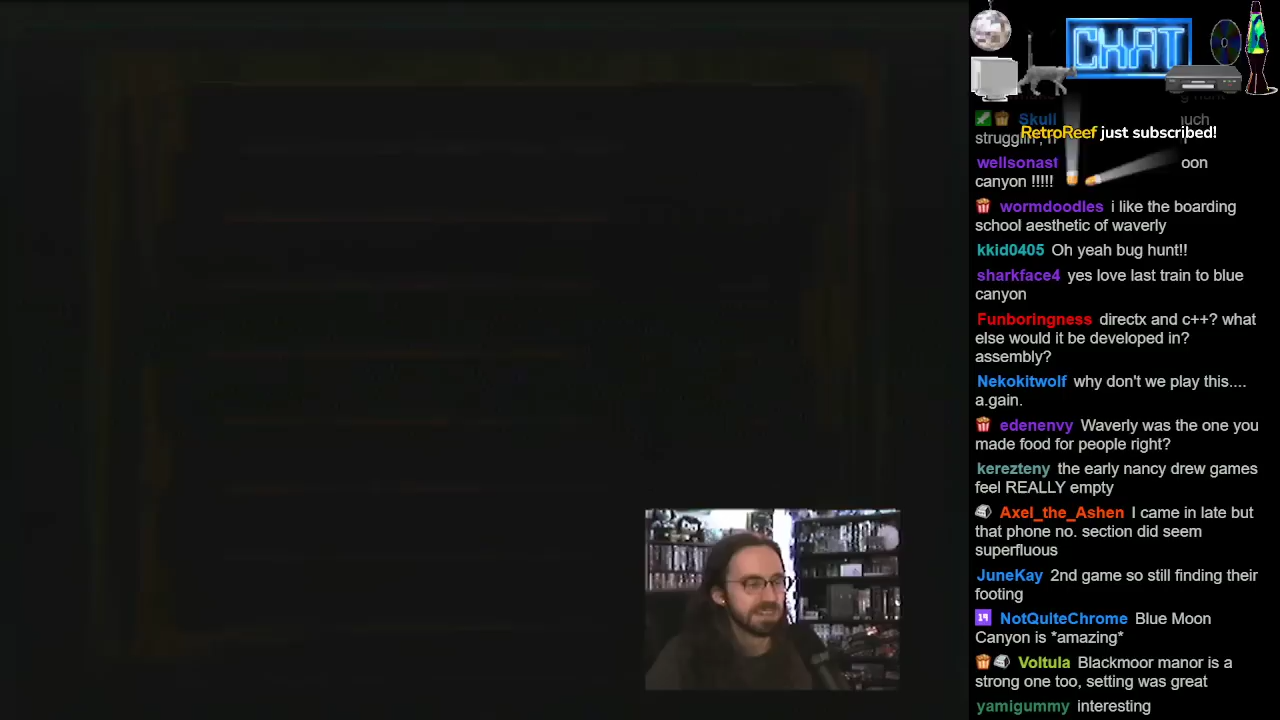 CHAT
Skull
uch
RetroReef just subscribed!
strugglin
wellsonast
oon
canyon !!!!!
wormdoodles i like the boarding
school aesthetic of waverly
kkid0405 Oh yeah bug hunt!!
sharkface4 yes love last train to blue
canyon
Funboringness directx and c++? what
else would it be developed in?
assembly?
Nekokitwolf why don't we play this....
a.gain.
edenenvy Waverly was the one you
made food for people right?
kerezteny the early nancy drew games
feel REALLY empty
Axel_the_Ashen I came in late but
that phone no. section did seem
superfluous
JuneKay 2nd game so still finding their
footing
19 NotQuiteChrome Blue Moon
Canyon is *amazing*
Voltula Blackmoor manor is a
strong one too, setting was great
yamigummy interesting